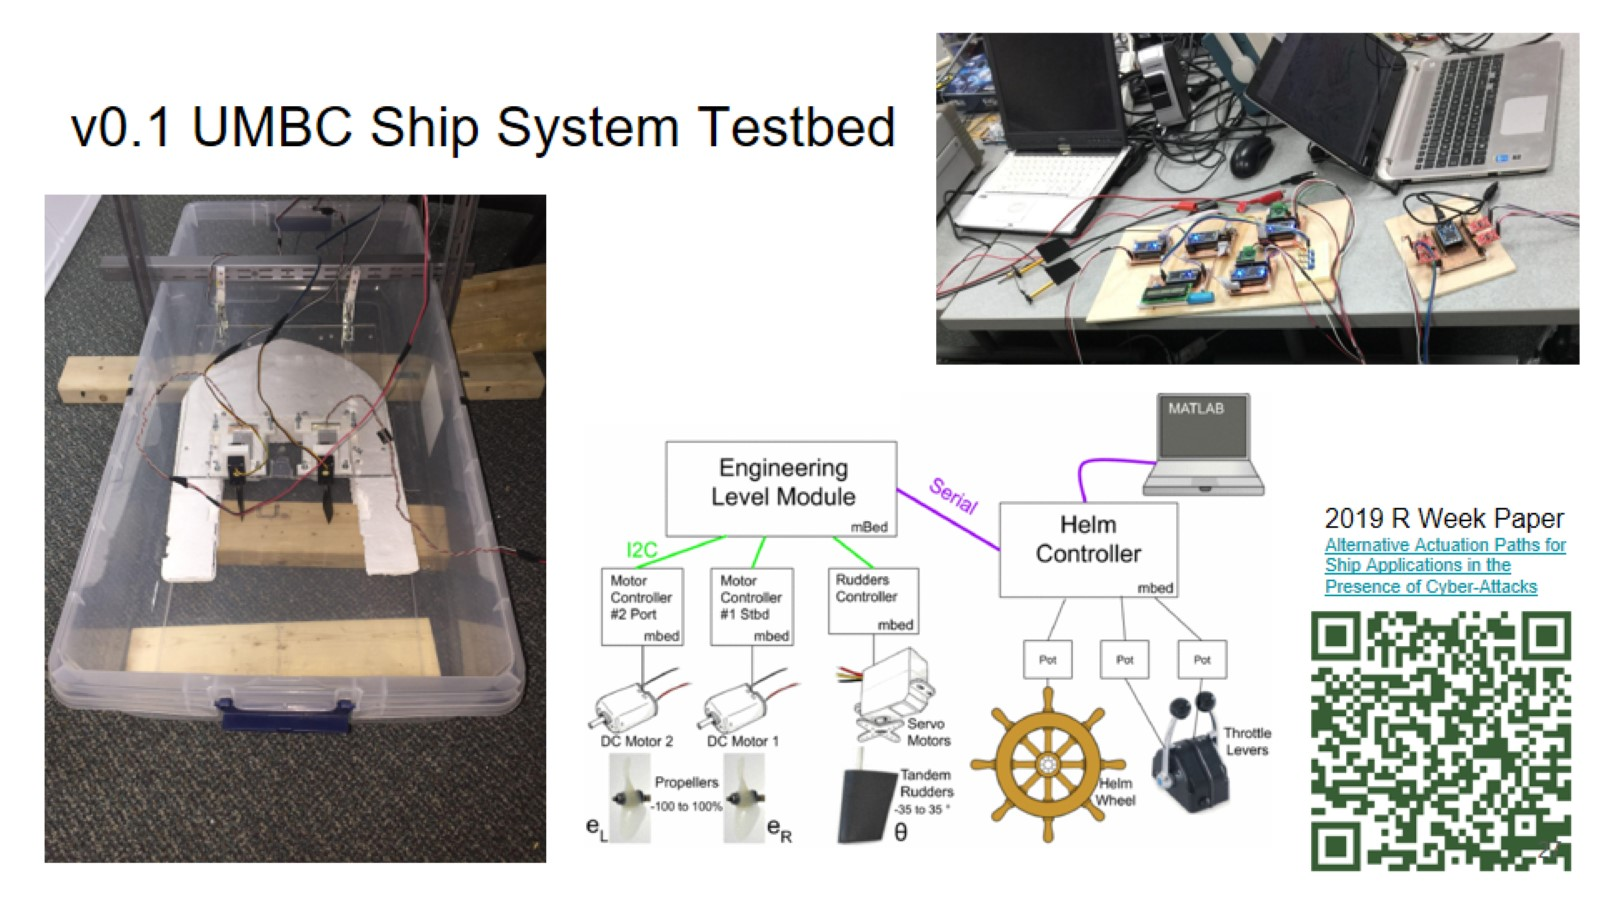 v0.1 UMBC Ship System Testbed
MATLAB
Engineering
Level Module
mBed
Serial
Helm
Controller
mbed
I2C
Motor
Controller
#2 Port
mbed
Motor
Controller
#1 Stbd
mbed
Rudders
Controller
mbed
Pot
Pot
Pot
DC Motor 2
DC Motor 1
Servo
Motors
Throttle
Levers
Helm
Wheel
Propellers
-100 to 100%
Tandem
Rudders
-35 to 35 °
eL
eR
θ
2019 R Week Paper
Alternative Actuation Paths for
Ship Applications in the
Presence of Cyber-Attacks